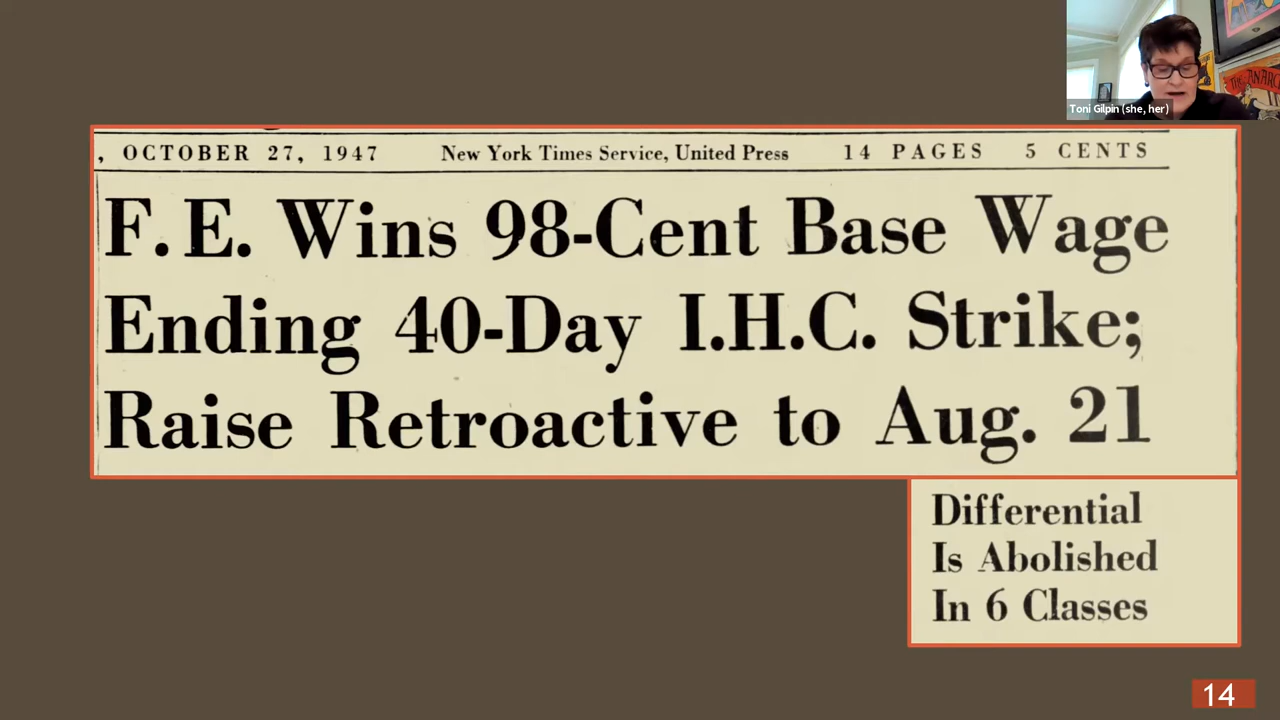 Toni Gilpin (she, her)
, OCTOBER 27, 1947 New York Times Service, United Press 14 PAGES 5 CENTS
F. E. Wins 98-Cent Base Wage
Ending 40-Day I.H.C. Strike;
Raise Retroactive to Aug. 21
Differential
Is Abolished
In 6 Classes
14